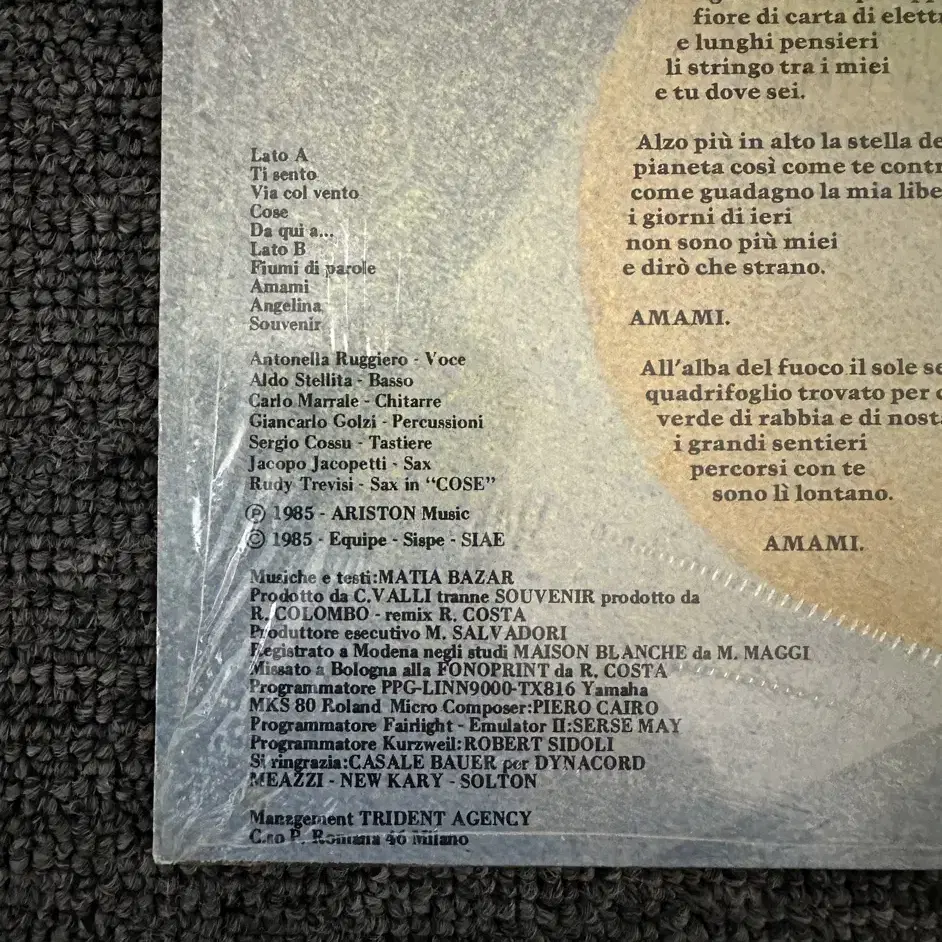 Lato A
Ti sento
Via col vento
Cose
Da qui a...
Lato B
Fiumi di parole
Amami
Angelina
Souvenir
Antonella Ruggiero - Voce
Aldo Stellita - Basso
Carlo Marrale - Chitarre
Giancarlo Golzi - Percussioni
Sergio Cossu - Tastiere
Jacopo Jacopetti - Sax
Rudy Trevisi - Sax in “COSE”
Ⓟ 1985 - ARISTON Music
© 1985 - Equipe - Sispe - SIAE
Musiche e testi:MATIA BAZAR
Prodotto da C.VALLI tranne SOUVENIR prodotto da
R. COLOMBO - remix R. COSTA
Produttore esecutivo M. SALVADORI
Registrato a Modena negli studi MAISON BLANCHE da M. MAGGI
Missato a Bologna alla FONOPRINT da R. COSTA
Programmatore PPG-LINN9000-TX816 Yamaha
MKS 80 Roland Micro Composer:PIERO CAIRO
Programmatore Fairlight - Emulator II:SERSE MAY
Programmatore Kurzweil:ROBERT SIDOLI
Si ringrazia:CASALE BAUER per DYNACORD
MEAZZI - NEW KARY - SOLTON
Management TRIDENT AGENCY
C.so P. Romana 46 Milano
fiore di carta di elett
e lunghi pensieri
li stringo tra i miei
e tu dove sei.
Alzo più in alto la stella de
pianeta così come te contr
come guadagno la mia libe
i giorni di ieri
non sono più miei
e dirò che strano.
AMAMI.
All'alba del fuoco il sole se
quadrifoglio trovato per
verde di rabbia e di nost
i grandi sentieri
percorsi con te
sono lì lontano.
AMAMI.